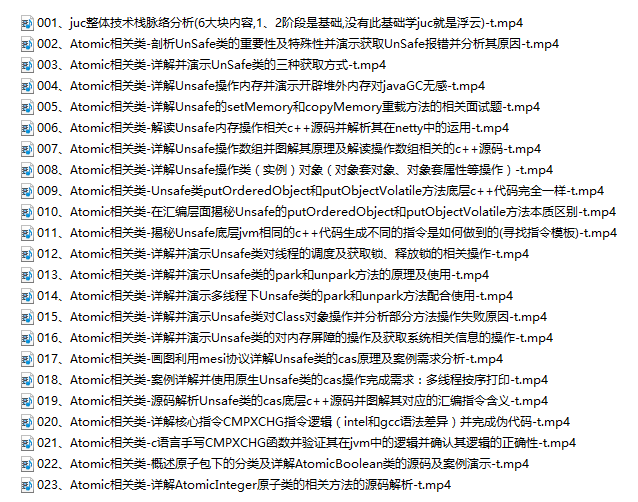 001、juc整体技术栈脉络分析(6大块内容,1、2阶段是基础,没有此基础学juc就是浮云)-t.mp4
002、Atomic相关类-剖析UnSafe类的重要性及特殊性并演示获取UnSafe报错并分析其原因-t.mp4
003、Atomic相关类-详解并演示UnSafe类的三种获取方式-t.mp4
004、Atomic相关类-详解Unsafe操作内存并演示开辟堆外内存对javaGC无感-t.mp4
005、Atomic相关类-详解Unsafe的setMemory和copyMemory重载方法的相关面试题-t.mp4
006、Atomic相关类-解读Unsafe内存操作相关c++源码并解析其在netty中的运用-t.mp4
007、Atomic相关类-详解Unsafe操作数组并图解其原理及解读操作数组相关的c++源码-t.mp4
008、Atomic相关类-详解Unsafe操作类（实例）对象（对象套对象、对象套属性等操作）-t.mp4
009、Atomic相关类-Unsafe类putOrderedObject和putObjectVolatile方法底层c++代码完全一样-t.mp4
010、Atomic相关类-在汇编层面揭秘Unsafe的putOrderedObject和putObjectVolatile方法本质区别-t.mp4
011、Atomic相关类-揭秘Unsafe底层jvm相同的c++代码生成不同的指令是如何做到的(寻找指令模板)-t.mp4
012、Atomic相关类-详解并演示Unsafe类对线程的调度及获取锁、释放锁的相关操作-t.mp4
013、Atomic相关类-详解并演示Unsafe类的park和unpark方法的原理及使用-t.mp4
014、Atomic相关类-详解并演示多线程下Unsafe类的park和unpark方法配合使用-t.mp4
015、Atomic相关类-详解并演示Unsafe类对Class对象操作并分析部分方法操作失败原因-t.mp4
016、Atomic相关类-详解并演示Unsafe类的对内存屏障的操作及获取系统相关信息的操作-t.mp4
017、Atomic相关类-画图利用mesi协议详解Unsafe类的cas原理及案例需求分析-t.mp4
018、Atomic相关类-案例详解并使用原生Unsafe类的cas操作完成需求：多线程按序打印-t.mp4
019、Atomic相关类-源码解析Unsafe类的cas底层c++源码并图解其对应的汇编指令含义-t.mp4
020、Atomic相关类-详解核心指令CMPXCHG指令逻辑（intel和gcc语法差异）并完成伪代码-t.mp4
021、Atomic相关类-c语言手写CMPXCHG函数并验证其在jvm中的逻辑并确认其逻辑的正确性-t.mp4
022、Atomic相关类-概述原子包下的分类及详解AtomicBoolean类的源码及案例演示-t.mp4
023、Atomic相关类-详解AtomicInteger原子类的相关方法的源码解析-t.mp4